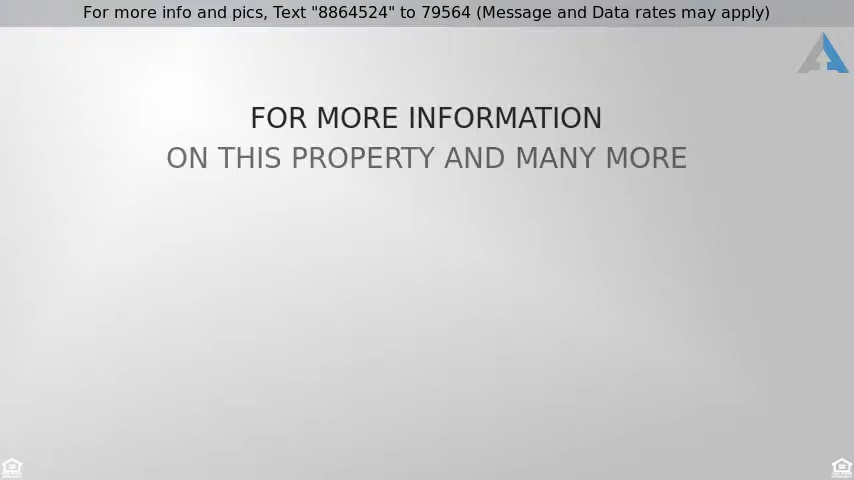 For more info and pics, Text "8864524" to 79564 (Message and Data rates may apply)
FOR MORE INFORMATION
ON THIS PROPERTY AND MANY MORE